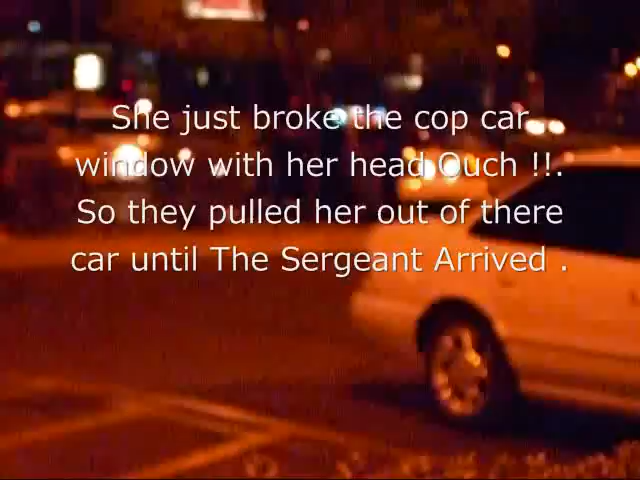 She just broke the cop car
window with her head Ouch !!.
So they pulled her out of there
car until The Sergeant Arrived .